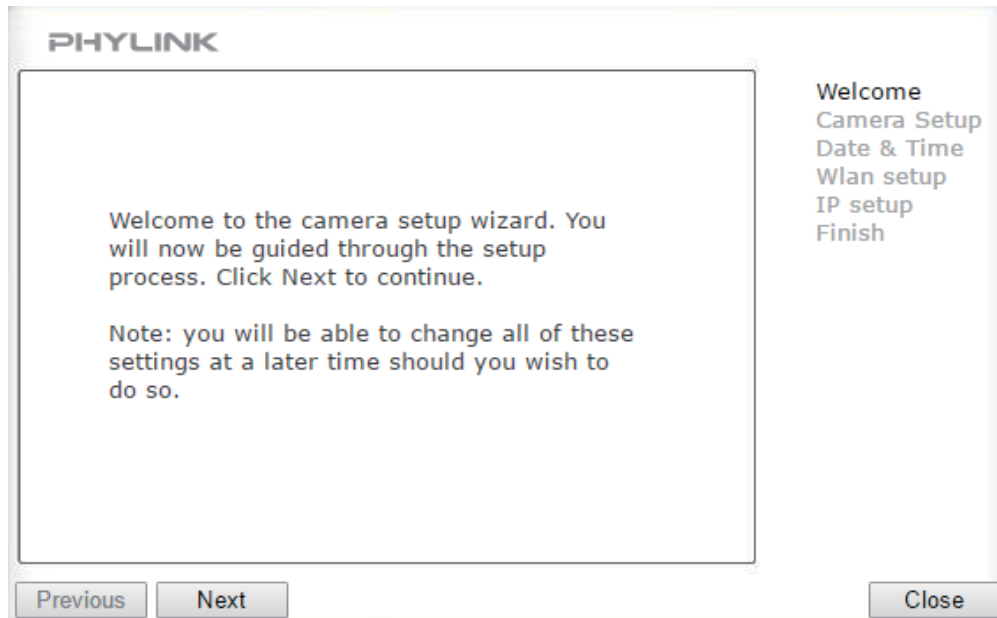 PHYLINK
Welcome to the camera setup wizard. You
will now be guided through the setup
process. Click Next to continue.
Note: you will be able to change all of these
settings at a later time should you wish to
do so.
Welcome
Camera Setup
Date & Time
Wlan setup
IP setup
Finish
Previous
Next
Close